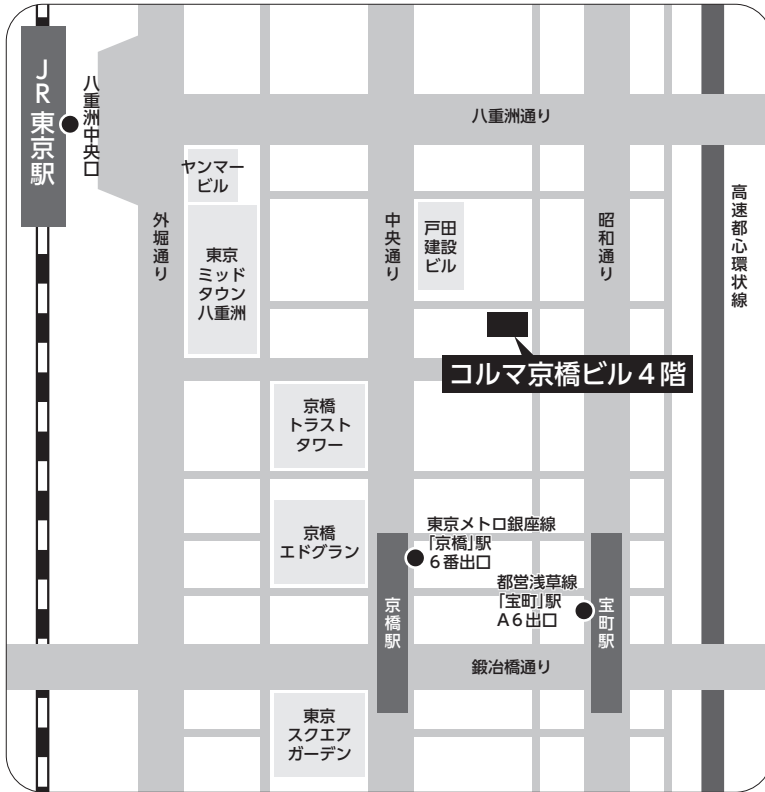 JR東京駅
八重洲中央口
八重洲通り
ヤンマー
ビル
外堀通り
東京
ミッド
タウン
八重洲
中央通り
戸田
建設
ビル
昭和通り
高速都心環状線
コルマ京橋ビル4階
京橋
トラスト
タワー
京橋
エドグラン
東京メトロ銀座線
「京橋」駅
6番出口
都営浅草線
「宝町」駅
A6出口
京橋駅
宝町駅
鍛冶橋通り
東京
スクエア
ガーデン